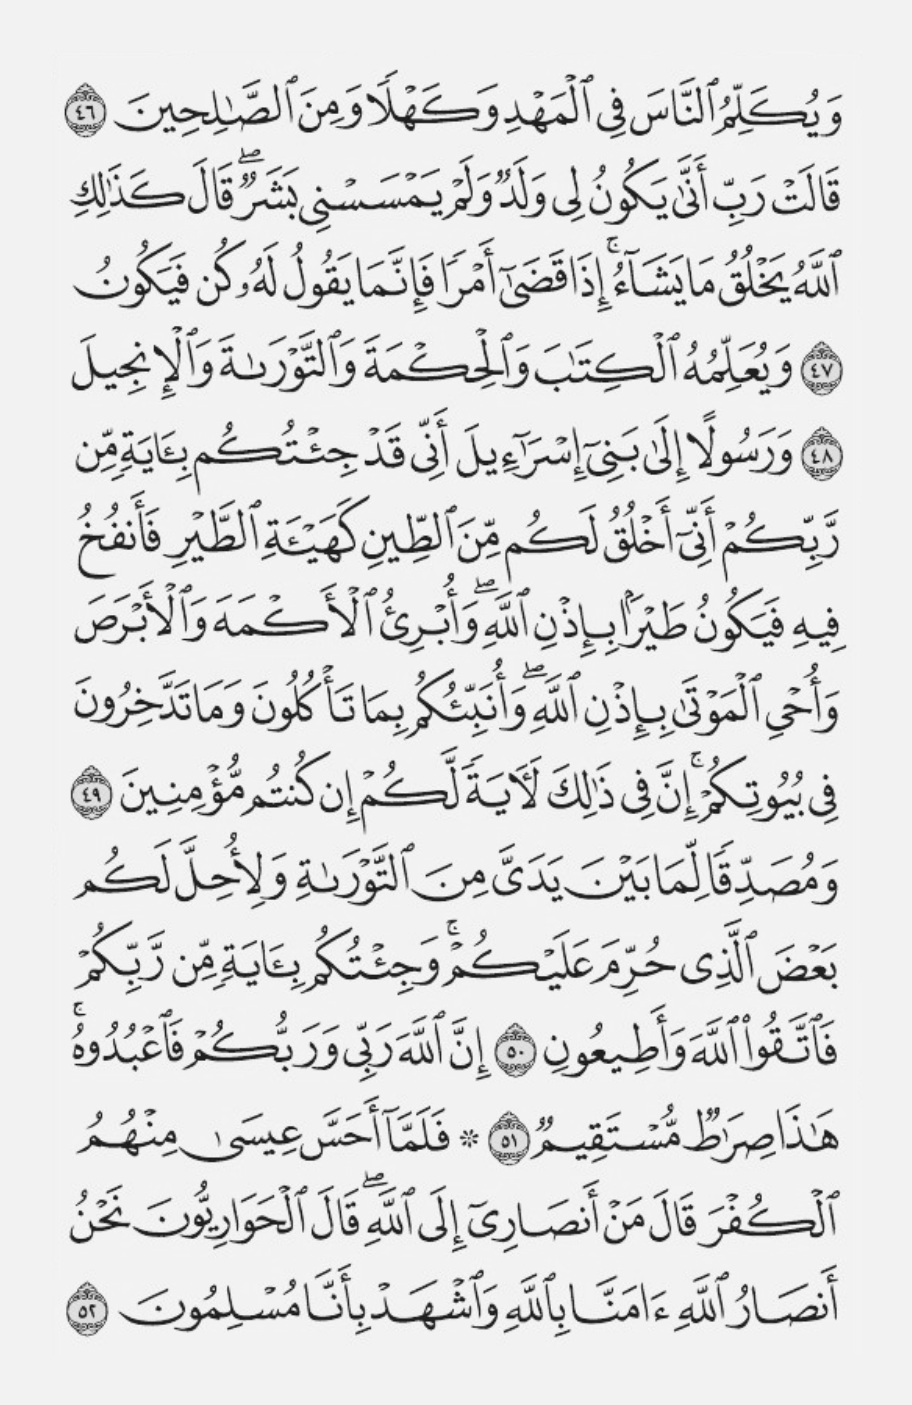 وَيُكَلِّمُ ٱلنَّاسَ فِي ٱلۡمَهۡدِ وَكَهۡلٗا وَمِنَ ٱلصَّٰلِحِينَ ٤٦
قَالَتۡ رَبِّ أَنَّىٰ يَكُونُ لِي وَلَدٞ وَلَمۡ يَمۡسَسۡنِي بَشَرٞۖ قَالَ كَذَٰلِكِ
ٱللَّهُ يَخۡلُقُ مَا يَشَآءُۚ إِذَا قَضَىٰٓ أَمۡرٗا فَإِنَّمَا يَقُولُ لَهُۥ كُن فَيَكُونُ
٤٧ وَيُعَلِّمُهُ ٱلۡكِتَٰبَ وَٱلۡحِكۡمَةَ وَٱلتَّوۡرَىٰةَ وَٱلۡإِنجِيلَ
٤٨ وَرَسُولًا إِلَىٰ بَنِيٓ إِسۡرَٰٓءِيلَ أَنِّي قَدۡ جِئۡتُكُم بِـَٔايَةٖ مِّن
رَّبِّكُمۡ أَنِّيٓ أَخۡلُقُ لَكُم مِّنَ ٱلطِّينِ كَهَيۡـَٔةِ ٱلطَّيۡرِ فَأَنفُخُ
فِيهِ فَيَكُونُ طَيۡرَۢا بِإِذۡنِ ٱللَّهِۖ وَأُبۡرِئُ ٱلۡأَكۡمَهَ وَٱلۡأَبۡرَصَ
وَأُحۡيِ ٱلۡمَوۡتَىٰ بِإِذۡنِ ٱللَّهِۖ وَأُنَبِّئُكُم بِمَا تَأۡكُلُونَ وَمَا تَدَّخِرُونَ
فِي بُيُوتِكُمۡۚ إِنَّ فِي ذَٰلِكَ لَأٓيَةٗ لَّكُمۡ إِن كُنتُم مُّؤۡمِنِينَ ٤٩
وَمُصَدِّقٗا لِّمَا بَيۡنَ يَدَيَّ مِنَ ٱلتَّوۡرَىٰةِ وَلِأُحِلَّ لَكُم
بَعۡضَ ٱلَّذِي حُرِّمَ عَلَيۡكُمۡۚ وَجِئۡتُكُم بِـَٔايَةٖ مِّن رَّبِّكُمۡ
فَٱتَّقُواْ ٱللَّهَ وَأَطِيعُونِ ٥٠ إِنَّ ٱللَّهَ رَبِّي وَرَبُّكُمۡ فَٱعۡبُدُوهُۚ
هَٰذَا صِرَٰطٞ مُّسۡتَقِيمٞ ٥١ ۞ فَلَمَّآ أَحَسَّ عِيسَىٰ مِنۡهُمُ
ٱلۡكُفۡرَ قَالَ مَنۡ أَنصَارِيٓ إِلَى ٱللَّهِۖ قَالَ ٱلۡحَوَارِيُّونَ نَحۡنُ
أَنصَارُ ٱللَّهِ ءَامَنَّا بِٱللَّهِ وَٱشۡهَدۡ بِأَنَّا مُسۡلِمُونَ ٥٢